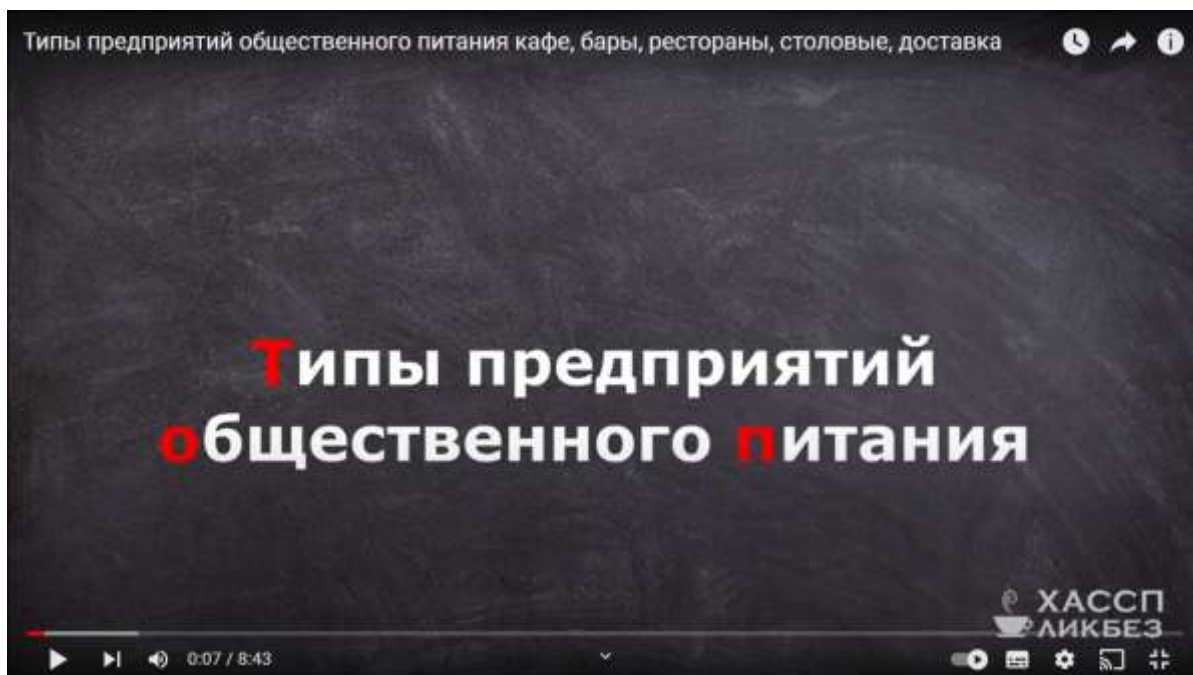 Типы предприятий общественного питания кафе, бары, рестораны, столовые, доставка
Типы предприятий
общественного питания
ХАССП
ЛИКБЕЗ
0:07 / 8:43